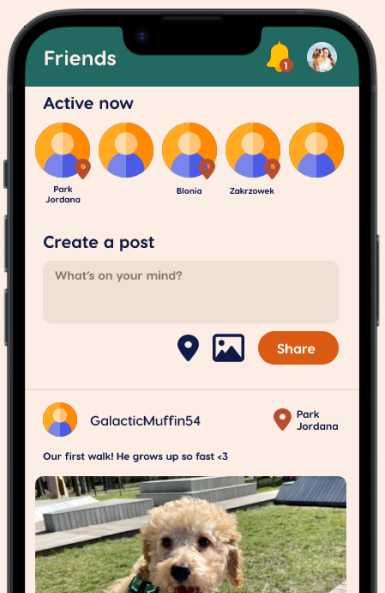 Friends
1
Active now
Park
Jordana
Blonia
Zakrzowek
Create a post
What's on your mind?
Share
GalacticMuffin54
Park
Jordana
Our first walk! He grows up so fast <3